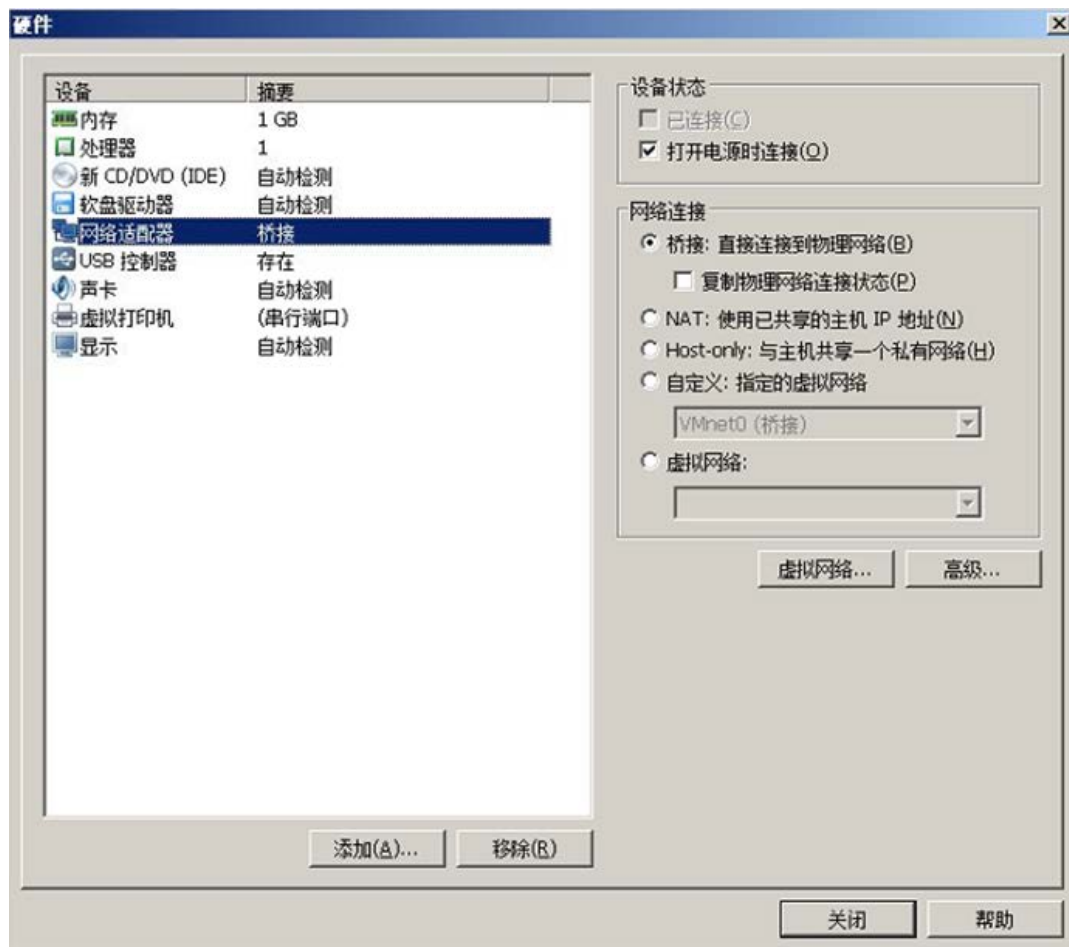 硬件
设备 摘要
内存 1 GB
处理器 1
新 CD/DVD (IDE) 自动检测
软盘驱动器 自动检测
网络适配器 桥接
USB 控制器 存在
声卡 自动检测
虚拟打印机 (串行端口)
显示 自动检测
添加(A)... 移除(R)
设备状态
已连接(C)
打开电源时连接(O)
网络连接
桥接: 直接连接到物理网络(B)
复制物理网络连接状态(P)
NAT: 使用已共享的主机 IP 地址(N)
Host-only: 与主机共享一个私有网络(H)
自定义: 指定的虚拟网络
VMnet0 (桥接)
虚拟网络:
虚拟网络... 高级...
关闭 帮助